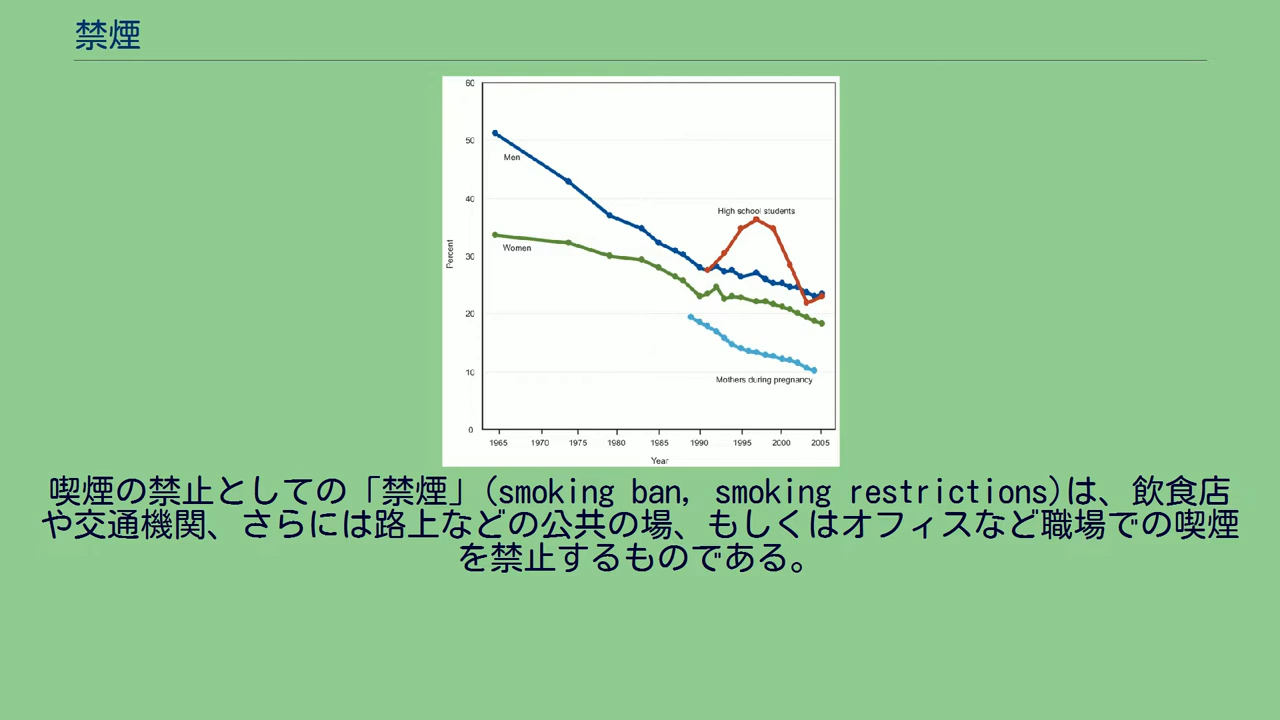 禁煙
60
50
Men
40
High school students
Women
30
Percent
20
10
Mothers during pregnancy
0
1965 1970 1975 1980 1985 1990 1995 2000 2005
Year
喫煙の禁止としての「禁煙」(smoking ban, smoking restrictions)は、飲食店
や交通機関、さらには路上などの公共の場、もしくはオフィスなど職場での喫煙
を禁止するものである。